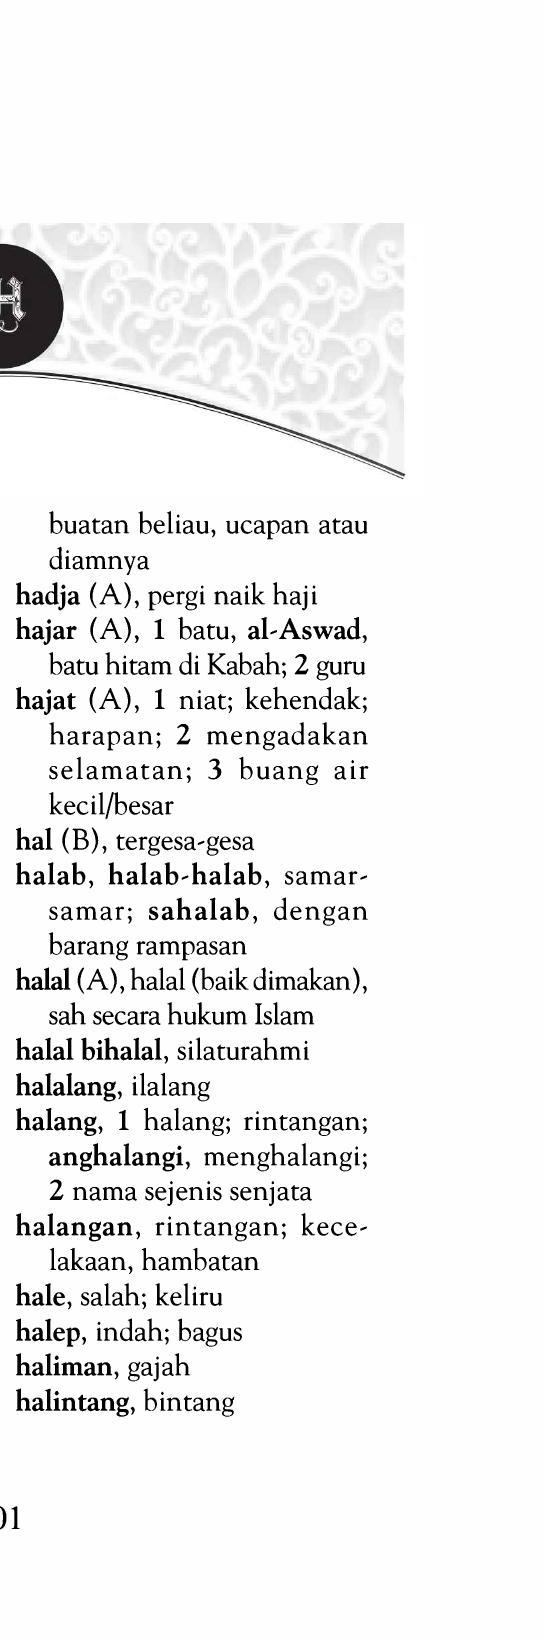 H
buatan beliau, ucapan atau
diamnya
hadja (A), pergi naik haji
hajar (A), 1 batu, al-Aswad,
batu hitam di Kabah; 2 guru
hajat (A), 1 niat; kehendak;
harapan; 2 mengadakan
selamatan; 3 buang air
kecil/besar
hal (B), tergesa-gesa
halab, halab-halab, samar-
samar; sahalab, dengan
barang rampasan
halal (A), halal (baik dimakan),
sah secara hukum Islam
halal bihalal, silaturahmi
halalang, ilalang
halang, 1 halang; rintangan;
anghalangi, menghalangi;
2 nama sejenis senjata
halangan, rintangan; kece-
lakaan, hambatan
hale, salah; keliru
halep, indah; bagus
haliman, gajah
halintang, bintang
01